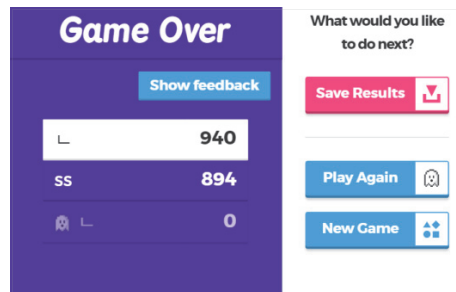 Game Over
Show feedback
ㄴ 940
ss 894
ㄴ 0
What would you like
to do next?
Save Results
Play Again
New Game